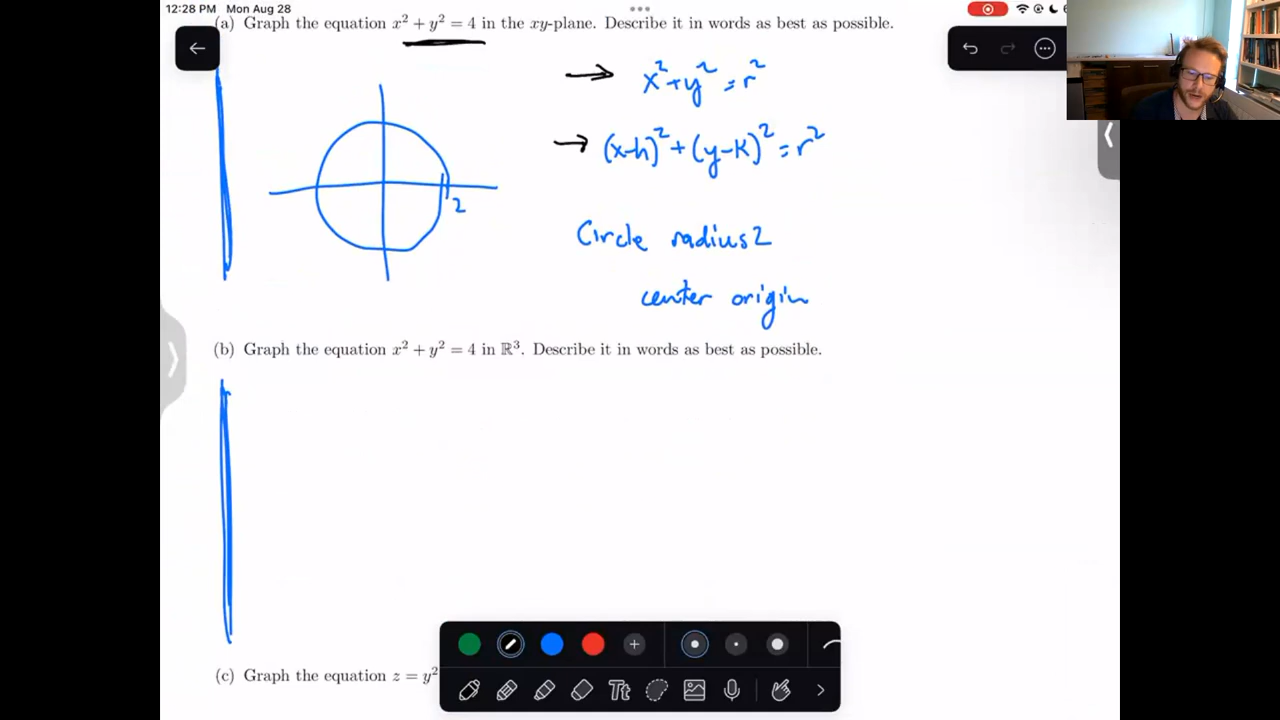 12:28 PM Mon Aug 28
(a) Graph the equation x² + y² = 4 in the xy-plane. Describe it in words as best as possible.
→ x² + y² = r²
→ (x-h)² + (y-k)² = r²
2
Circle radius 2
center origin
(b) Graph the equation x² + y² = 4 in ℝ³. Describe it in words as best as possible.
(c) Graph the equation z = y²
Tt